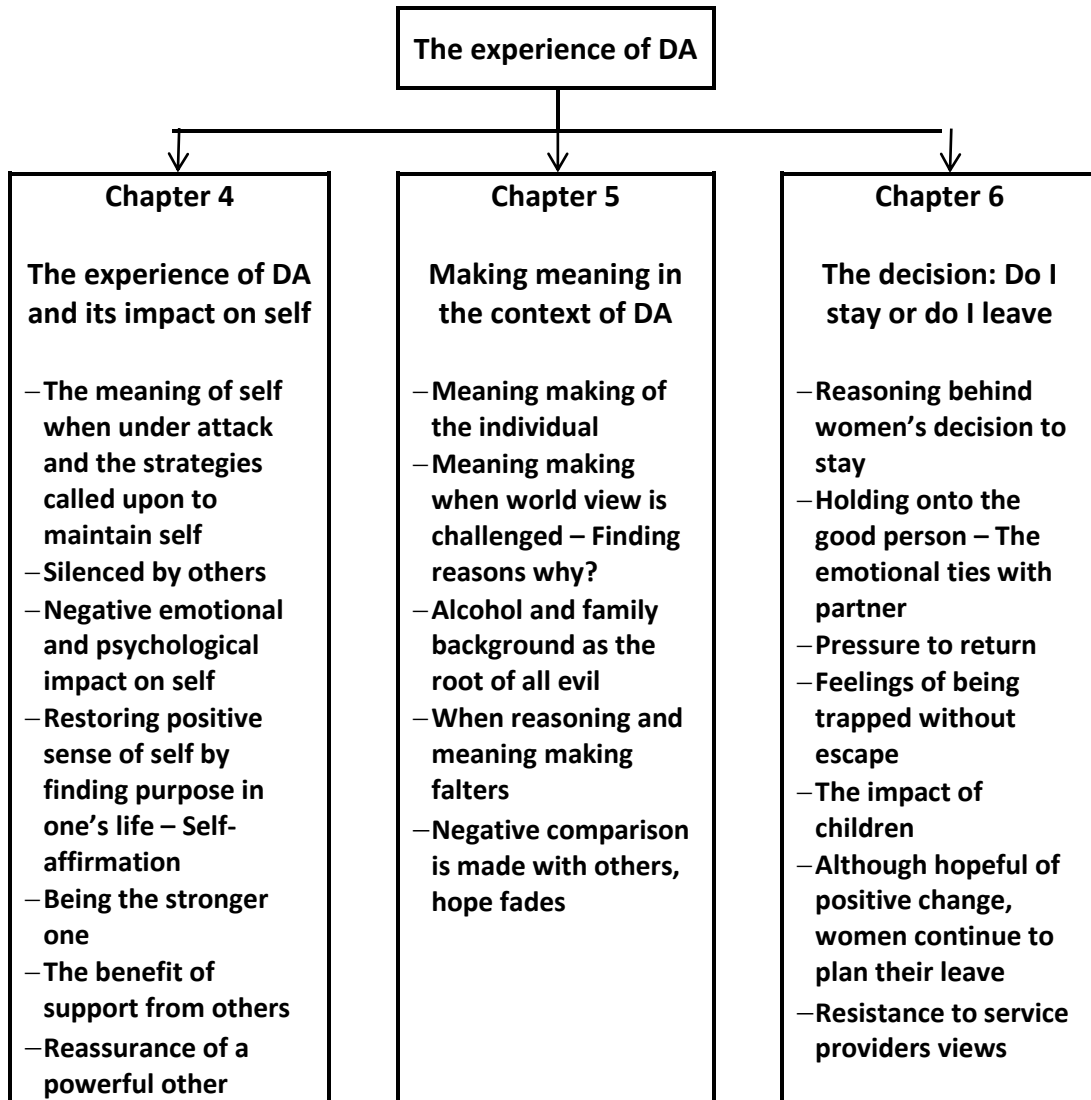 The experience of DA
Chapter 4
The experience of DA
and its impact on self
–The meaning of self
when under attack
and the strategies
called upon to
maintain self
–Silenced by others
–Negative emotional
and psychological
impact on self
–Restoring positive
sense of self by
finding purpose in
one’s life – Self-
affirmation
–Being the stronger
one
–The benefit of
support from others
–Reassurance of a
powerful other
Chapter 5
Making meaning in
the context of DA
–Meaning making of
the individual
–Meaning making
when world view is
challenged – Finding
reasons why?
–Alcohol and family
background as the
root of all evil
–When reasoning and
meaning making
falters
–Negative comparison
is made with others,
hope fades
Chapter 6
The decision: Do I
stay or do I leave
–Reasoning behind
women’s decision to
stay
–Holding onto the
good person – The
emotional ties with
partner
–Pressure to return
–Feelings of being
trapped without
escape
–The impact of
children
–Although hopeful of
positive change,
women continue to
plan their leave
–Resistance to service
providers views